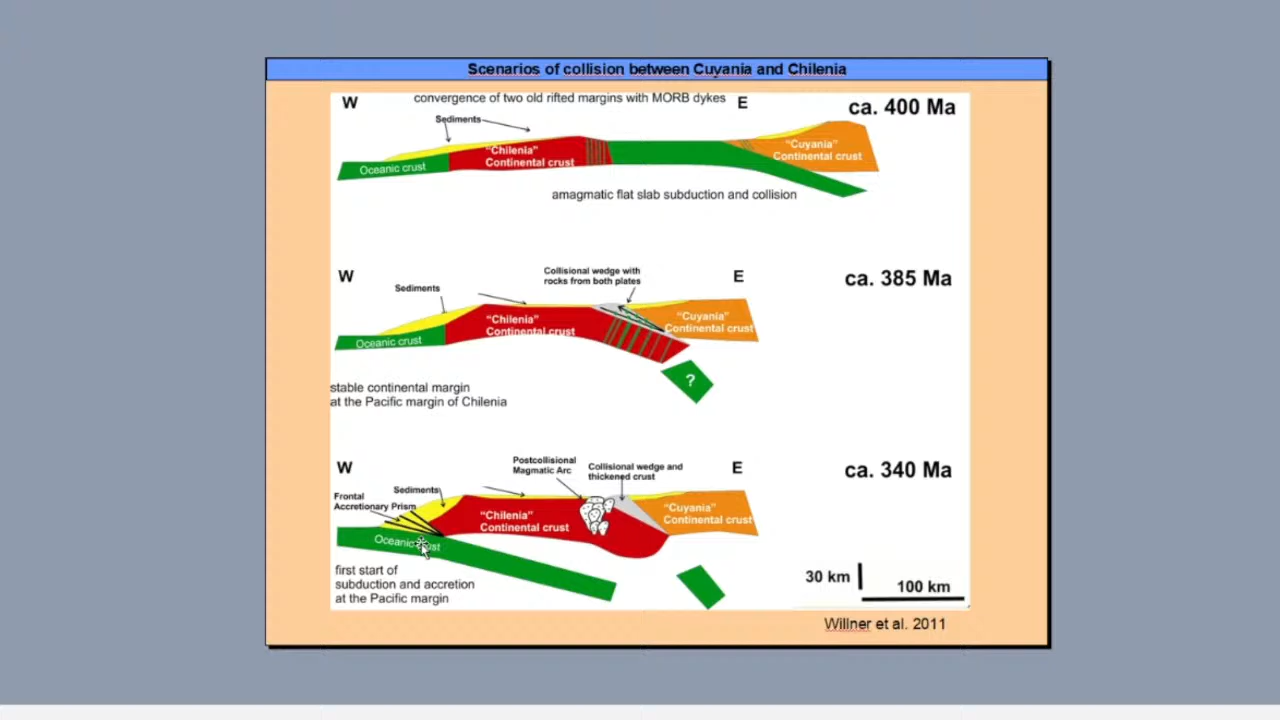 Scenarios of collision between Cuyania and Chilenia
W
convergence of two old rifted margins with MORB dykes
E
ca. 400 Ma
Sediments
"Chilenia"
Continental crust
"Cuyania"
Continental crust
Oceanic crust
amagmatic flat slab subduction and collision
W
Collisional wedge with
rocks from both plates
E
ca. 385 Ma
Sediments
"Chilenia"
Continental crust
"Cuyania"
Continental crust
Oceanic crust
?
stable continental margin
at the Pacific margin of Chilenia
W
Postcollisional
Magmatic Arc
Collisional wedge and
thickened crust
E
ca. 340 Ma
Sediments
Frontal
Accretionary Prism
"Chilenia"
Continental crust
"Cuyania"
Continental crust
Oceanic
first start of
subduction and accretion
at the Pacific margin
30 km
100 km
Willner et al. 2011